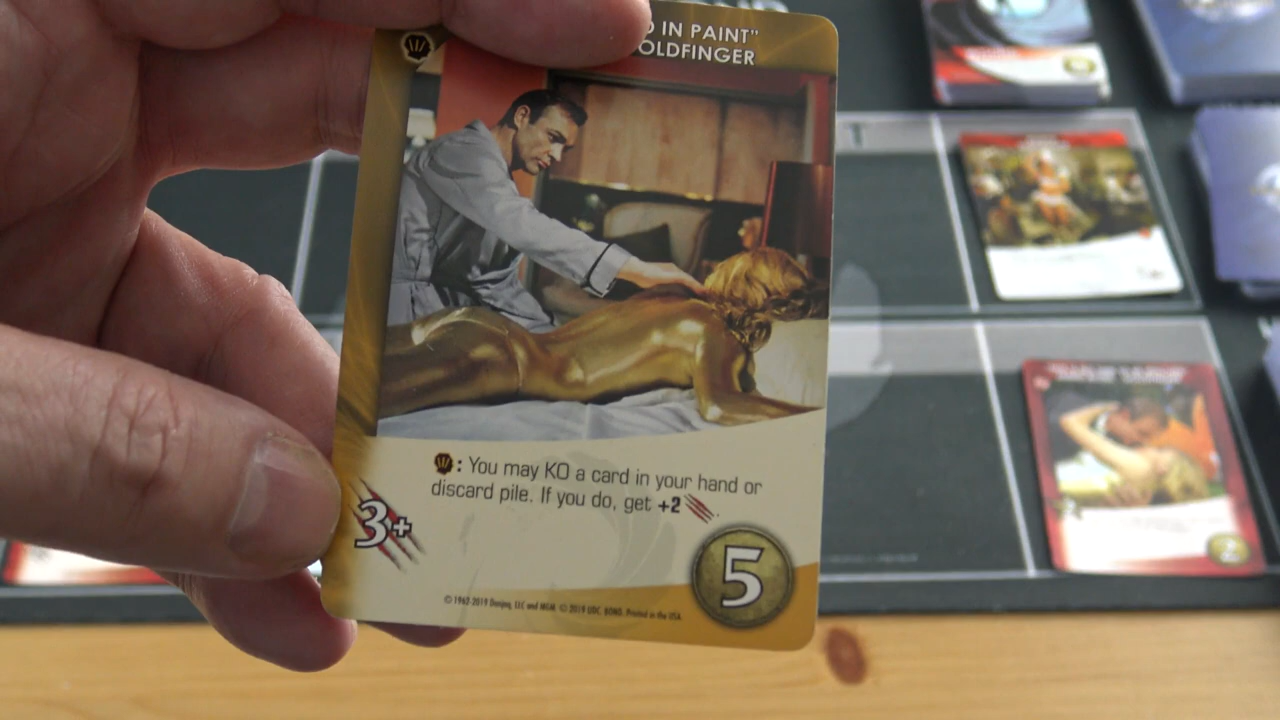 IN PAINT"
OLDFINGER
: You may KO a card in your hand or
discard pile. If you do, get +2 .
3+
5
© 1962-2019 Danjaq, LLC and MGM. © 2019 UDC. BOND. Printed in the USA.
T